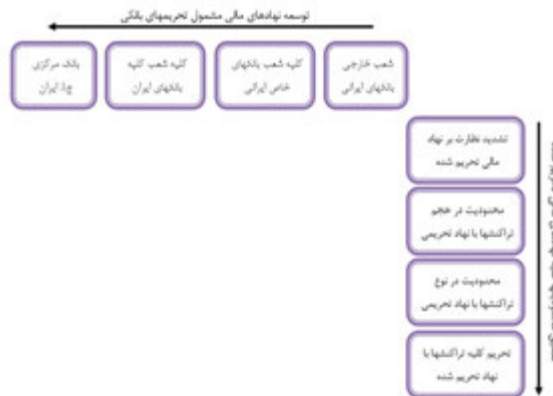 توسعه نهادهای مالی مشمول تحریمهای بانکی
شعب خارجی
بانکهای ایرانی
کلیه شعب بانکهای
خاص ایرانی
کلیه شعب کلیه
بانکهای ایران
بانک مرکزی
ج.ا.ایران
تشدید نظارت بر نهاد
مالی تحریم شده
محدودیت در حجم
تراکنشها با نهاد تحریمی
محدودیت در نوع
تراکنشها با نهاد تحریمی
تحریم کلیه تراکنشها با
نهاد تحریم شده